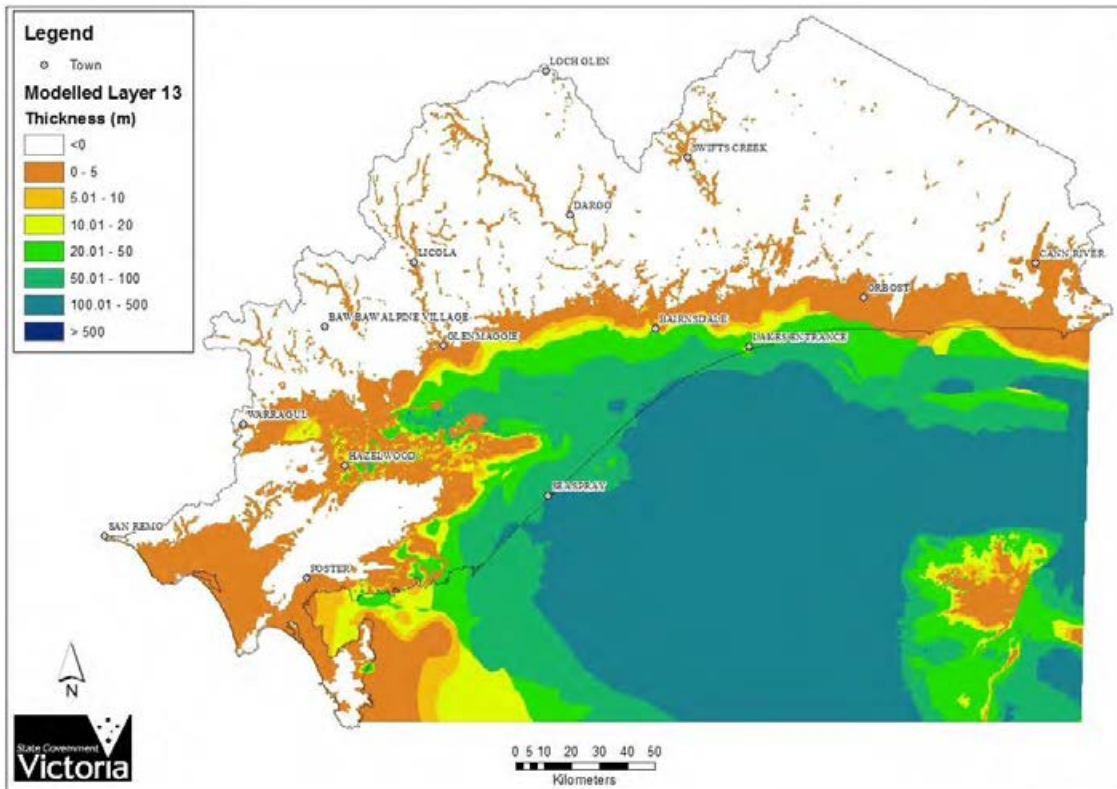 Legend
Town
Modelled Layer 13
Thickness (m)
<0
0 - 5
5.01 - 10
10.01 - 20
20.01 - 50
50.01 - 100
100.01 - 500
> 500
LOCH GLEN
SWIFTS CREEK
DARGO
LICOLA
CANN RIVER
ORBOST
BAW BAW ALPINE VILLAGE
BAIRNSDALE
GLENMAGGIE
LAKES ENTRANCE
WARRAGUL
HAZELWOOD
SEASPRAY
SAN REMO
FOSTER
N
State Government
Victoria
0 5 10 20 30 40 50
Kilometers